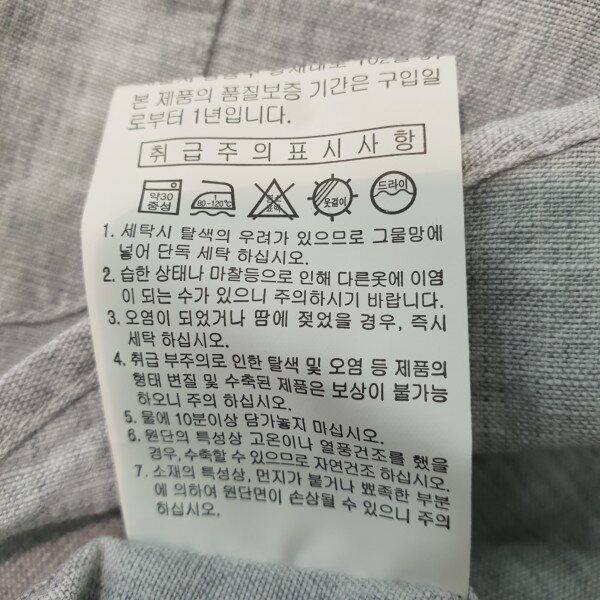 102길
본 제품의 품질보증 기간은 구입일
로부터 1년입니다.
취급주의표시사항
약30
중성
80-120℃
표백
옷걸이
드라이
1. 세탁시 탈색의 우려가 있으므로 그물망에
넣어 단독 세탁 하십시오.
2. 습한 상태나 마찰등으로 인해 다른옷에 이염
이 되는 수가 있으니 주의하시기 바랍니다.
3. 오염이 되었거나 땀에 젖었을 경우, 즉시
세탁 하십시오.
4. 취급 부주의로 인한 탈색 및 오염 등 제품의
형태 변질 및 수축된 제품은 보상이 불가능
하오니 주의 하십시오.
5. 물에 10분이상 담가놓지 마십시오.
6. 원단의 특성상 고온이나 열풍건조를 했을
경우, 수축할 수 있으므로 자연건조 하십시오.
7. 소재의 특성상, 먼지가 붙거나 뾰족한 부분
에 의하여 원단면이 손상될 수 있으니 주의
하십시오.